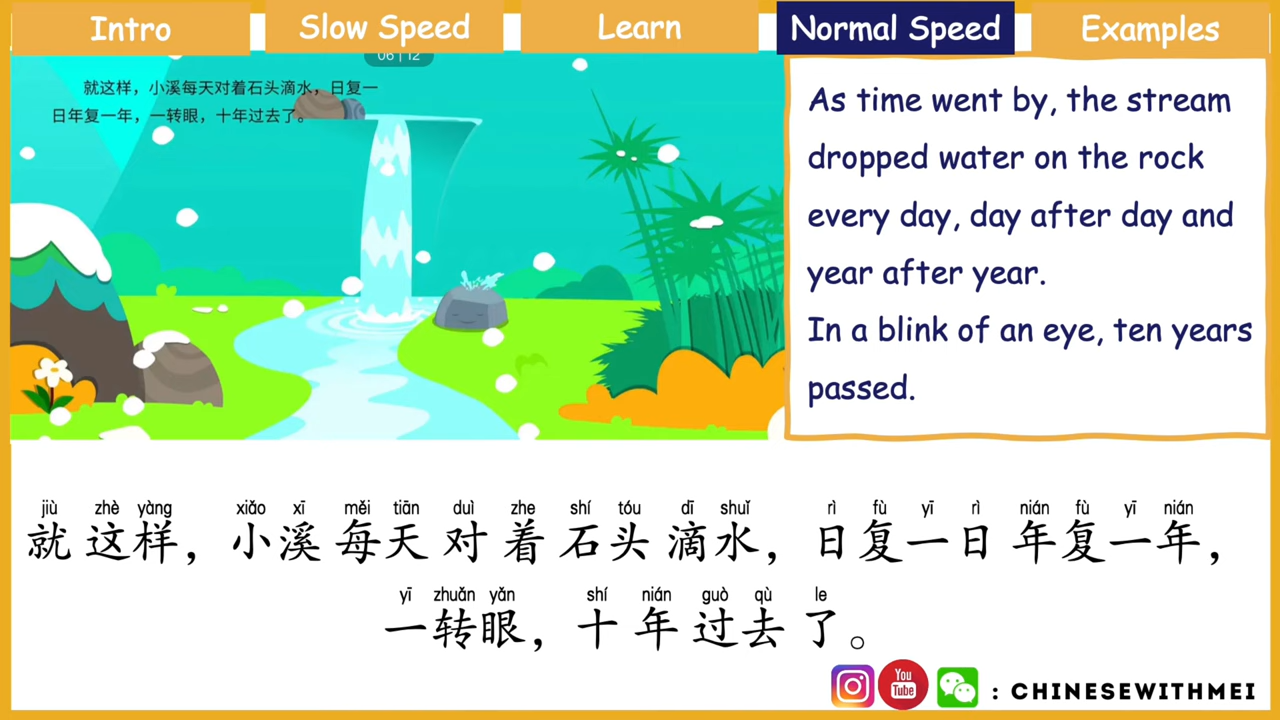 Intro
Slow Speed
Learn
Normal Speed
Examples
06 | 12
就这样，小溪每天对着石头滴水，日复一
日年复一年，一转眼，十年过去了。
As time went by, the stream
dropped water on the rock
every day, day after day and
year after year.
In a blink of an eye, ten years
passed.
jiù zhè yàng xiǎo xī měi tiān duì zhe shí tóu dī shuǐ rì fù yī rì nián fù yī nián
就这样，小溪每天对着石头滴水，日复一日年复一年，
yī zhuǎn yǎn shí nián guò qù le
一转眼，十年过去了。
You
Tube
: CHINESEWITHMEI